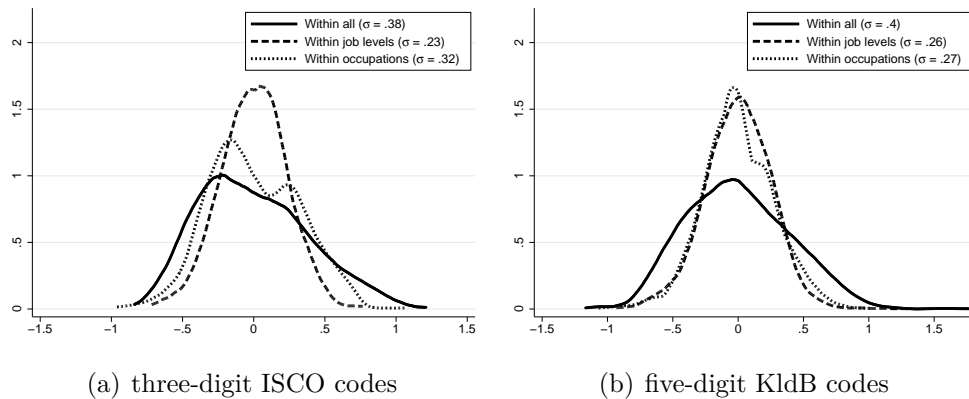 Within all (σ = .38)
Within job levels (σ = .23)
Within occupations (σ = .32)
2
1.5
1
.5
0
−1.5 −1 −.5 0 .5 1 1.5
(a) three-digit ISCO codes
Within all (σ = .4)
Within job levels (σ = .26)
Within occupations (σ = .27)
2
1.5
1
.5
0
−1.5 −1 −.5 0 .5 1 1.5
(b) five-digit KldB codes